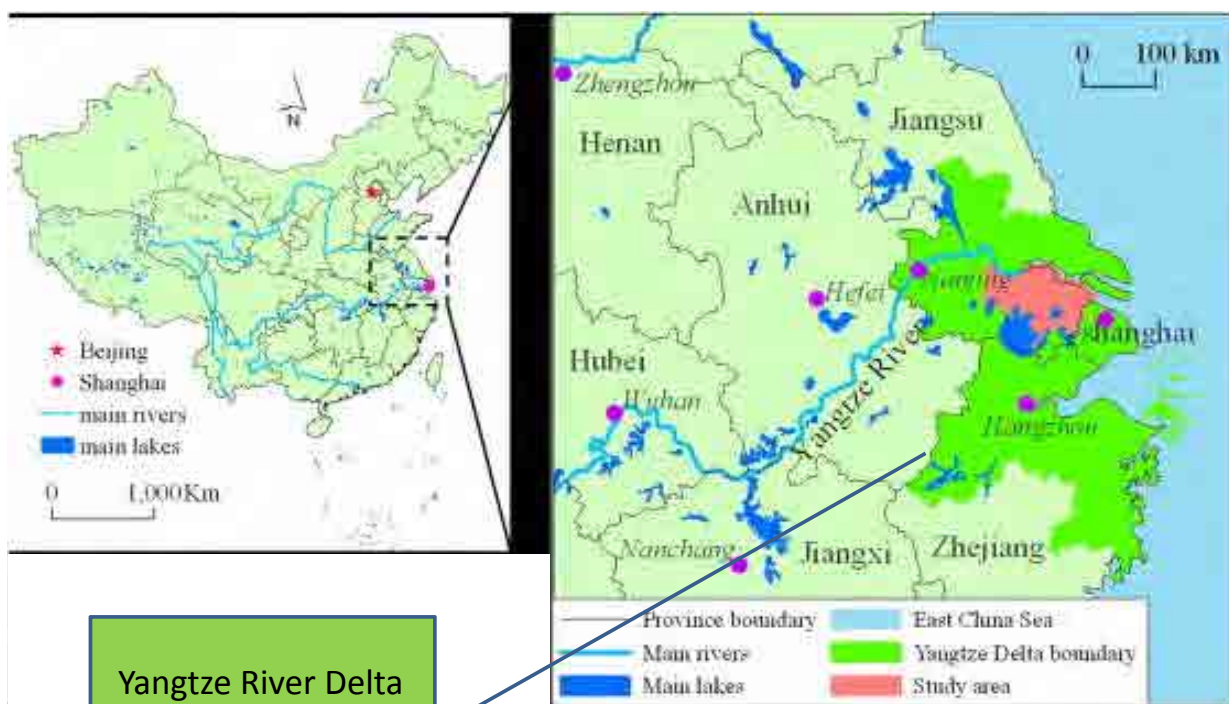 N
Beijing
Shanghai
main rivers
main lakes
0 1,000Km
0 100 km
Zhengzhou
Henan
Jiangsu
Anhui
Nanjing
Hefei
shanghai
Hubei
Wuhan
Yangtze River
Hangzhou
Nanchang
Jiangxi
Zhejiang
Province boundary
Main rivers
Main lakes
East China Sea
Yangtze Delta boundary
Study area
Yangtze River Delta